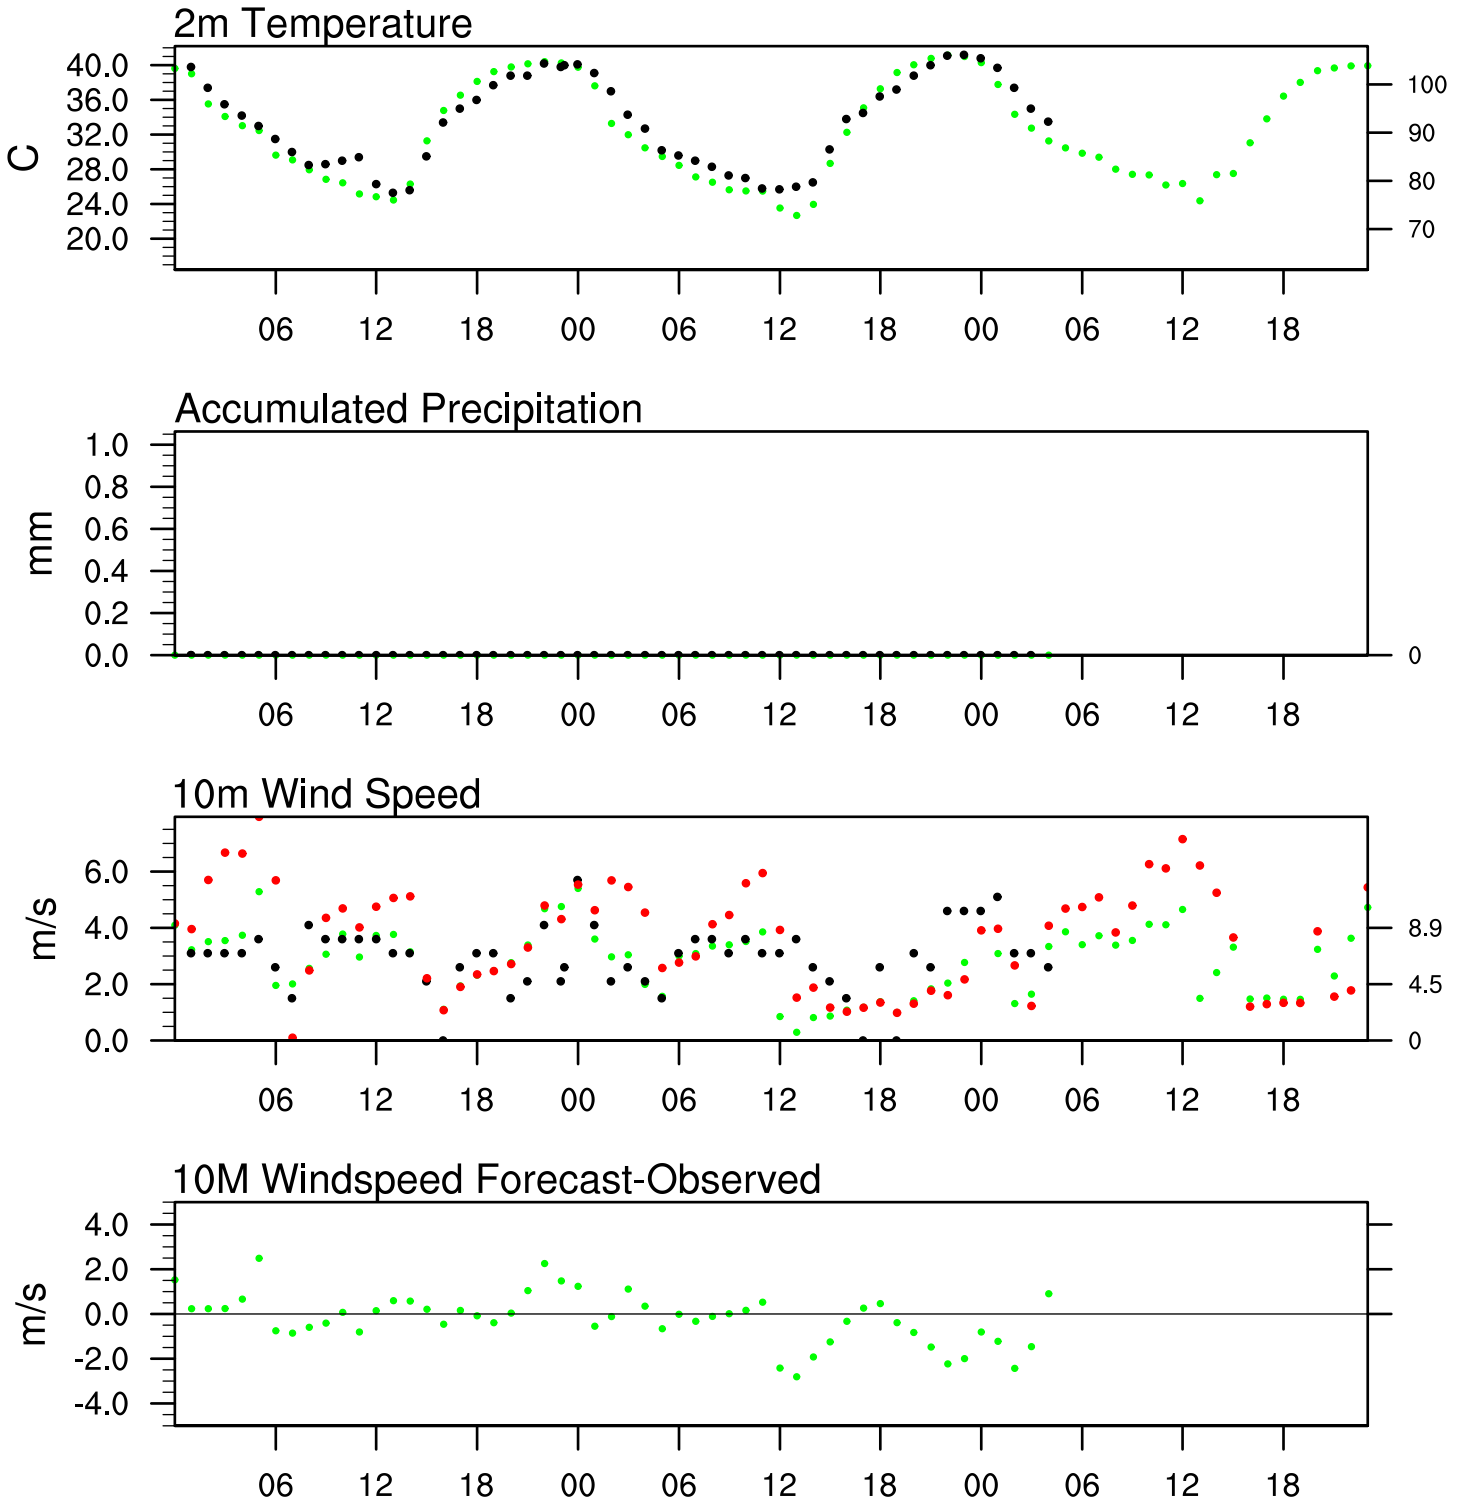 2m Temperature
40.0
36.0
32.0
28.0
24.0
20.0
C
100
90
80
70
06 12 18 00 06 12 18 00 06 12 18
Accumulated Precipitation
1.0
0.8
0.6
0.4
0.2
0.0
mm
0
06 12 18 00 06 12 18 00 06 12 18
10m Wind Speed
6.0
4.0
2.0
0.0
m/s
8.9
4.5
0
06 12 18 00 06 12 18 00 06 12 18
10M Windspeed Forecast-Observed
4.0
2.0
0.0
-2.0
-4.0
m/s
06 12 18 00 06 12 18 00 06 12 18